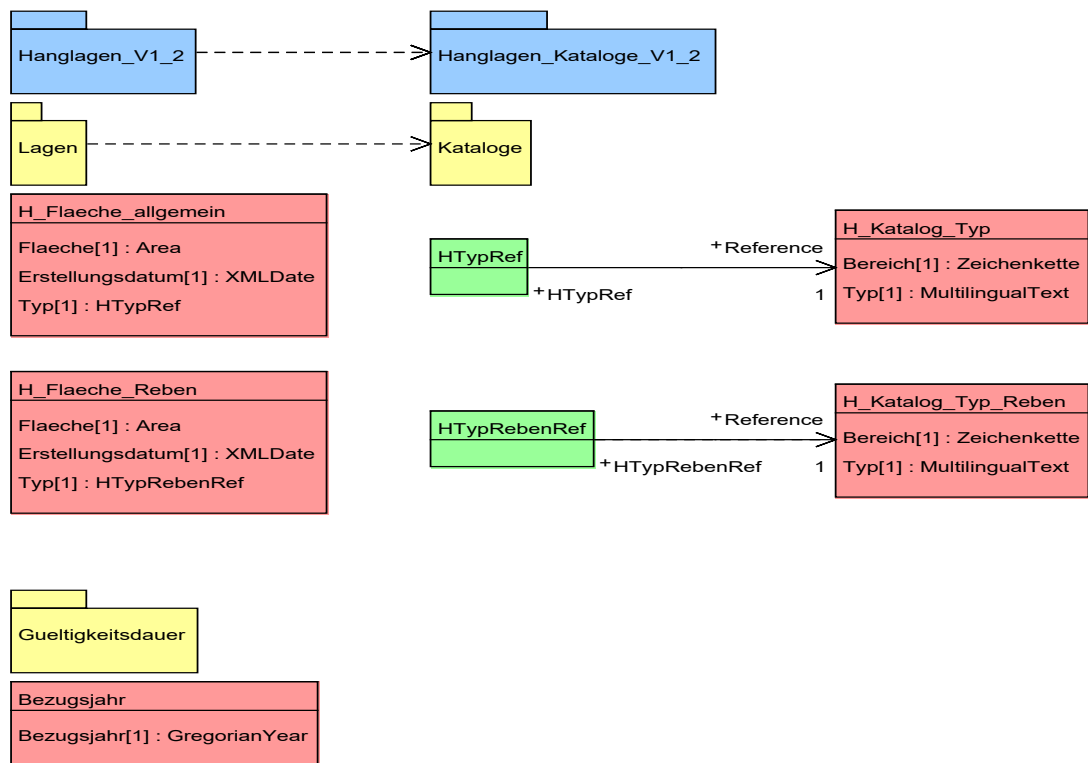 Hanglagen_V1_2
Hanglagen_Kataloge_V1_2
Lagen
Kataloge
H_Flaeche_allgemein
Flaeche[1] : Area
Erstellungsdatum[1] : XMLDate
Typ[1] : HTypRef
HTypRef
+HTypRef
+Reference
1
H_Katalog_Typ
Bereich[1] : Zeichenkette
Typ[1] : MultilingualText
H_Flaeche_Reben
Flaeche[1] : Area
Erstellungsdatum[1] : XMLDate
Typ[1] : HTypRebenRef
HTypRebenRef
+HTypRebenRef
+Reference
1
H_Katalog_Typ_Reben
Bereich[1] : Zeichenkette
Typ[1] : MultilingualText
Gueltigkeitsdauer
Bezugsjahr
Bezugsjahr[1] : GregorianYear